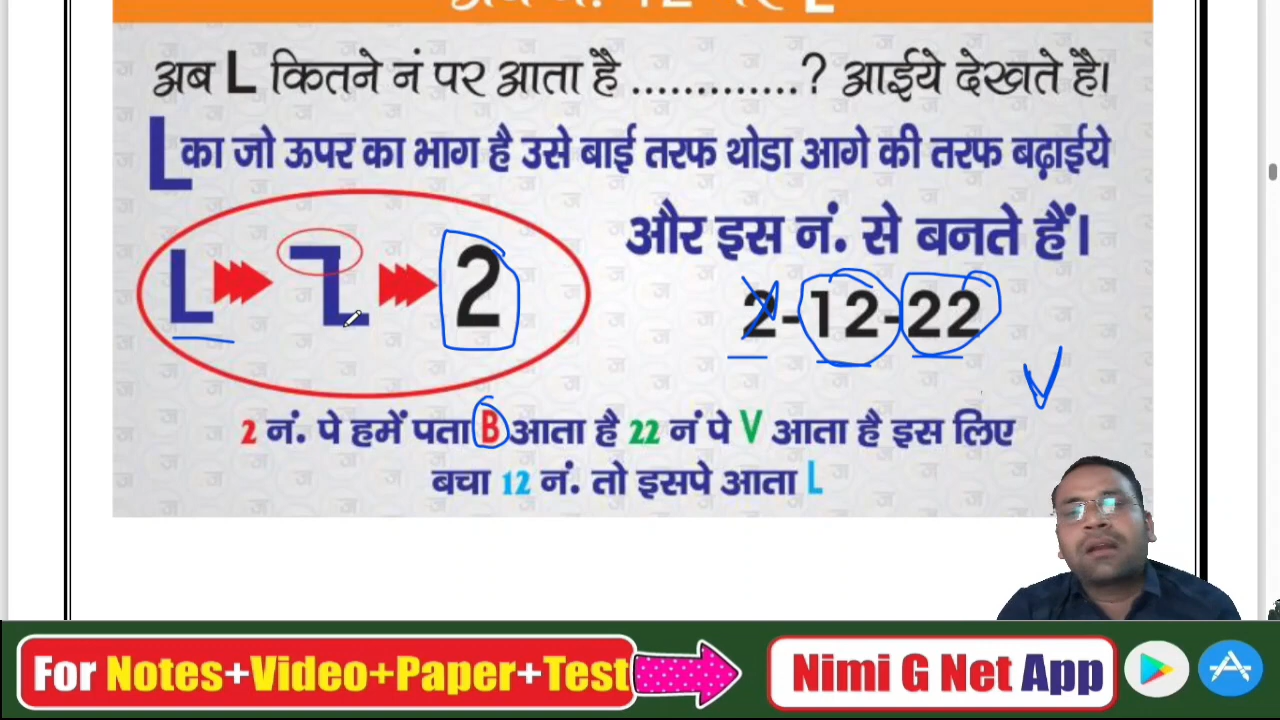 अब L कितने नं पर आता है .............? आईये देखते है।
L का जो ऊपर का भाग है उसे बाई तरफ थोडा आगे की तरफ बढ़ाईये
और इस नं. से बनते हैं।
L 2
2-12-22
V
2 नं. पे हमें पता B आता है 22 नं पे V आता है इस लिए
बचा 12 नं. तो इसपे आता L
For Notes+Video+Paper+Test Nimi G Net App